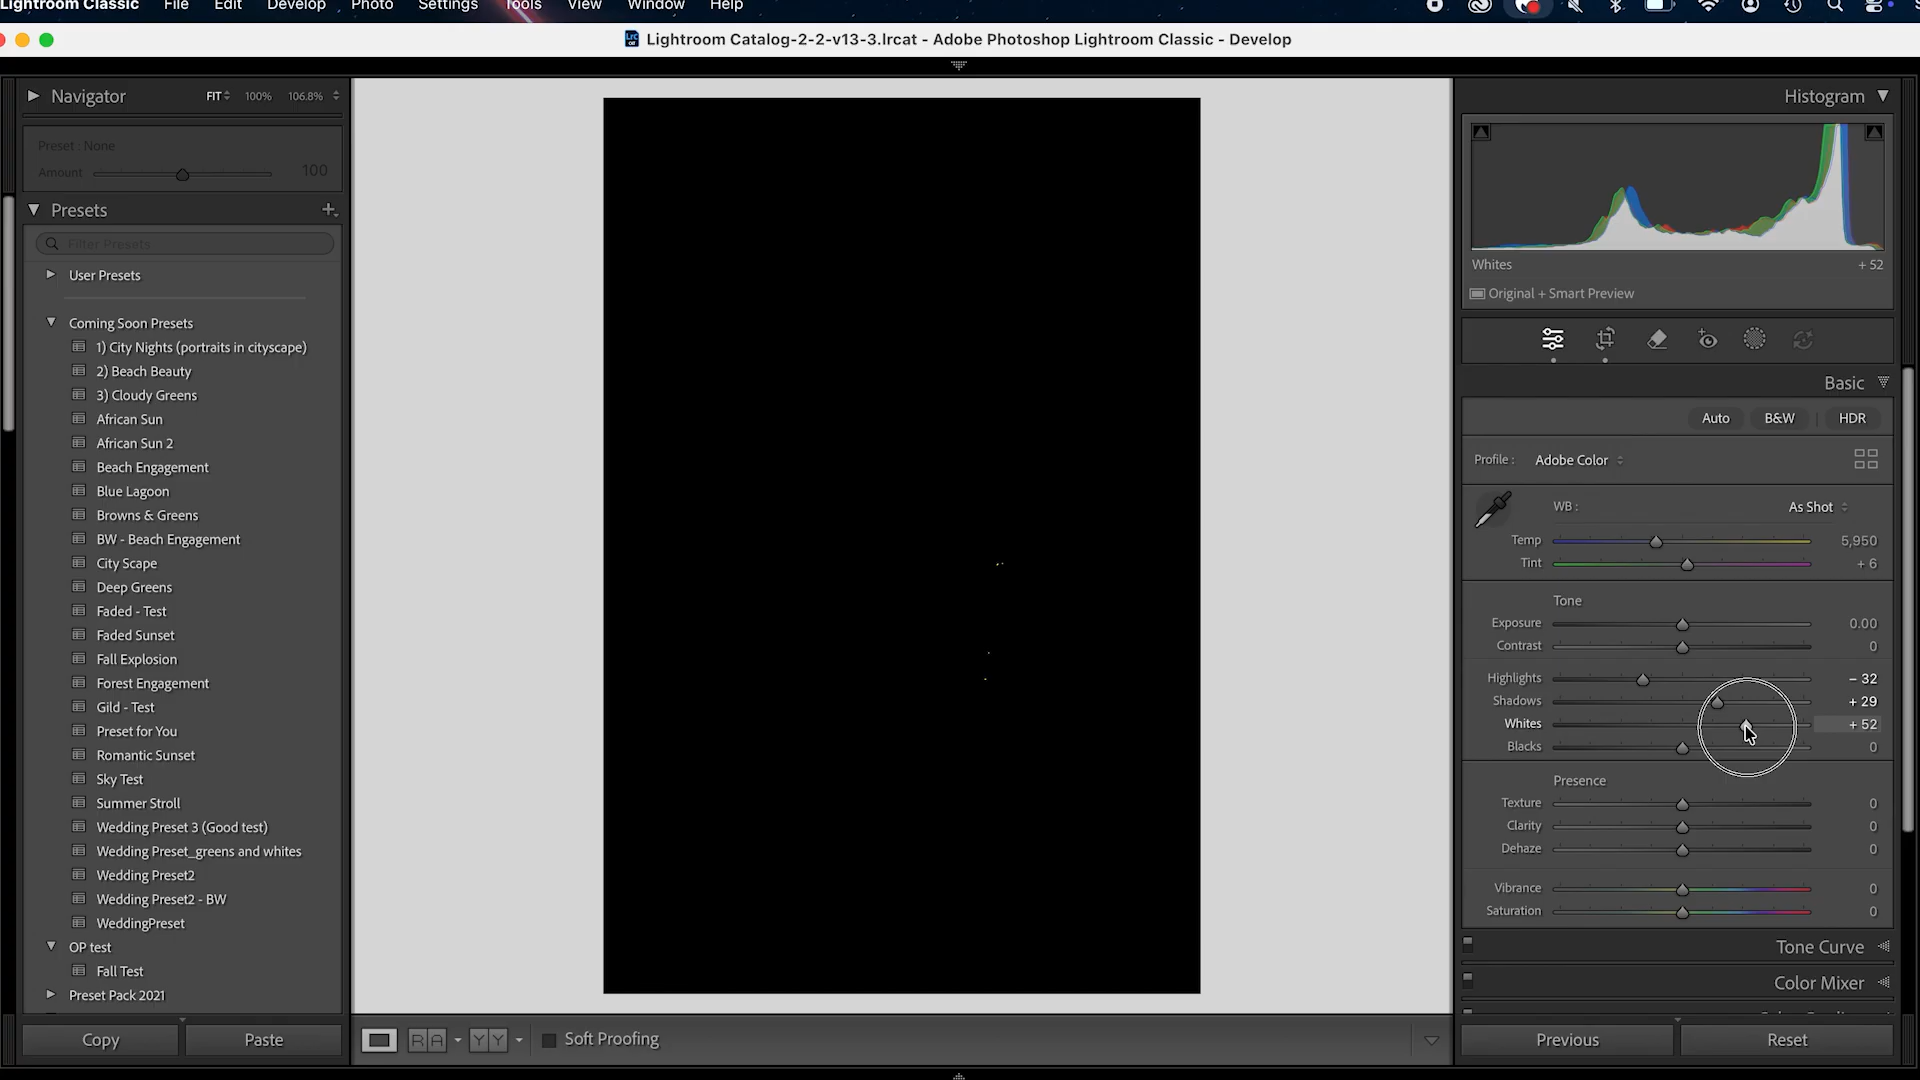 Lightroom Classic File Edit Develop Photo Settings Tools View Window Help
Lightroom Catalog-2-2-v13-3.lrcat - Adobe Photoshop Lightroom Classic - Develop
Navigator FIT 100% 106.8%
Preset : None
Amount 100
Presets
Filter Presets
User Presets
Coming Soon Presets
1) City Nights (portraits in cityscape)
2) Beach Beauty
3) Cloudy Greens
African Sun
African Sun 2
Beach Engagement
Blue Lagoon
Browns & Greens
BW - Beach Engagement
City Scape
Deep Greens
Faded - Test
Faded Sunset
Fall Explosion
Forest Engagement
Gild - Test
Preset for You
Romantic Sunset
Sky Test
Summer Stroll
Wedding Preset 3 (Good test)
Wedding Preset_greens and whites
Wedding Preset2
Wedding Preset2 - BW
WeddingPreset
OP test
Fall Test
Preset Pack 2021
Copy Paste
R A Y Y Soft Proofing
Histogram
Whites + 52
Original + Smart Preview
Basic
Auto B&W HDR
Profile : Adobe Color
WB : As Shot
Temp 5,950
Tint + 6
Tone
Exposure 0.00
Contrast 0
Highlights - 32
Shadows + 29
Whites + 52
Blacks 0
Presence
Texture 0
Clarity 0
Dehaze 0
Vibrance 0
Saturation 0
Tone Curve
Color Mixer
Previous Reset